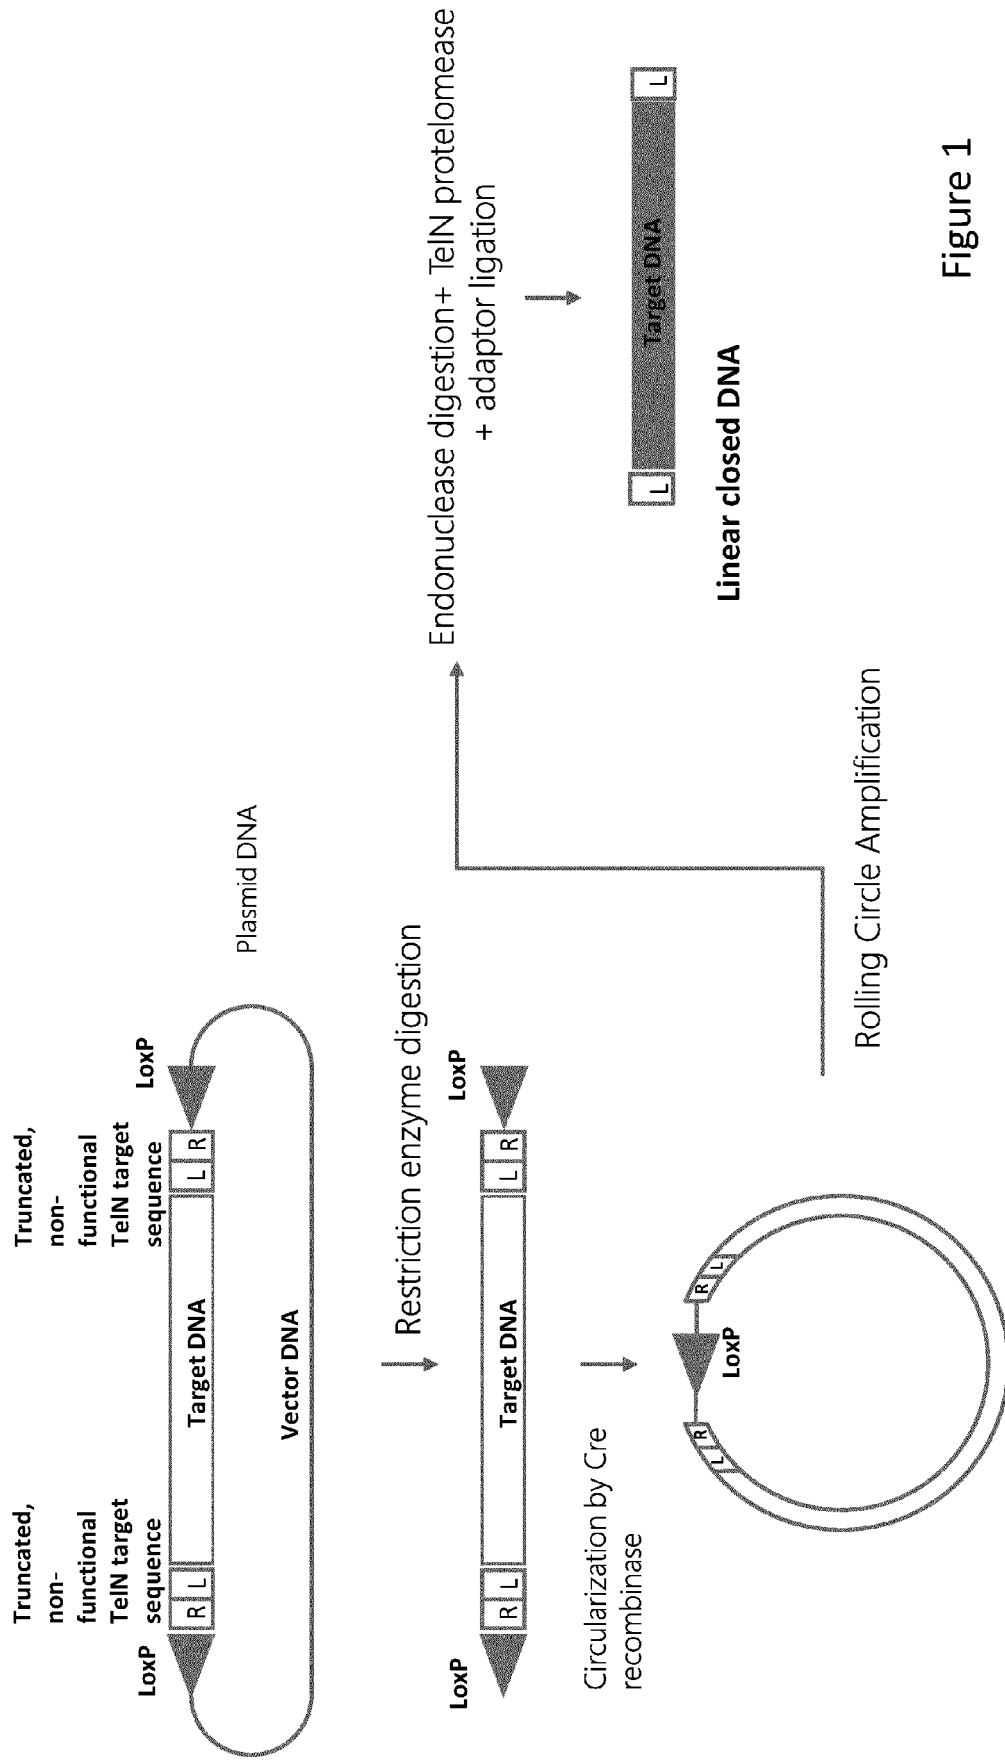 Truncated,
non-
functional
TelN target
sequence
Truncated,
non-
functional
TelN target
sequence
LoxP
R L
Target DNA
L R
LoxP
Plasmid DNA
Vector DNA
Restriction enzyme digestion
LoxP
R L
Target DNA
L R
LoxP
Circularization by Cre
recombinase
L R
LoxP
R L
Rolling Circle Amplification
Endonuclease digestion+ TelN protelomease
+ adaptor ligation
L
Target DNA
L
Linear closed DNA
Figure 1